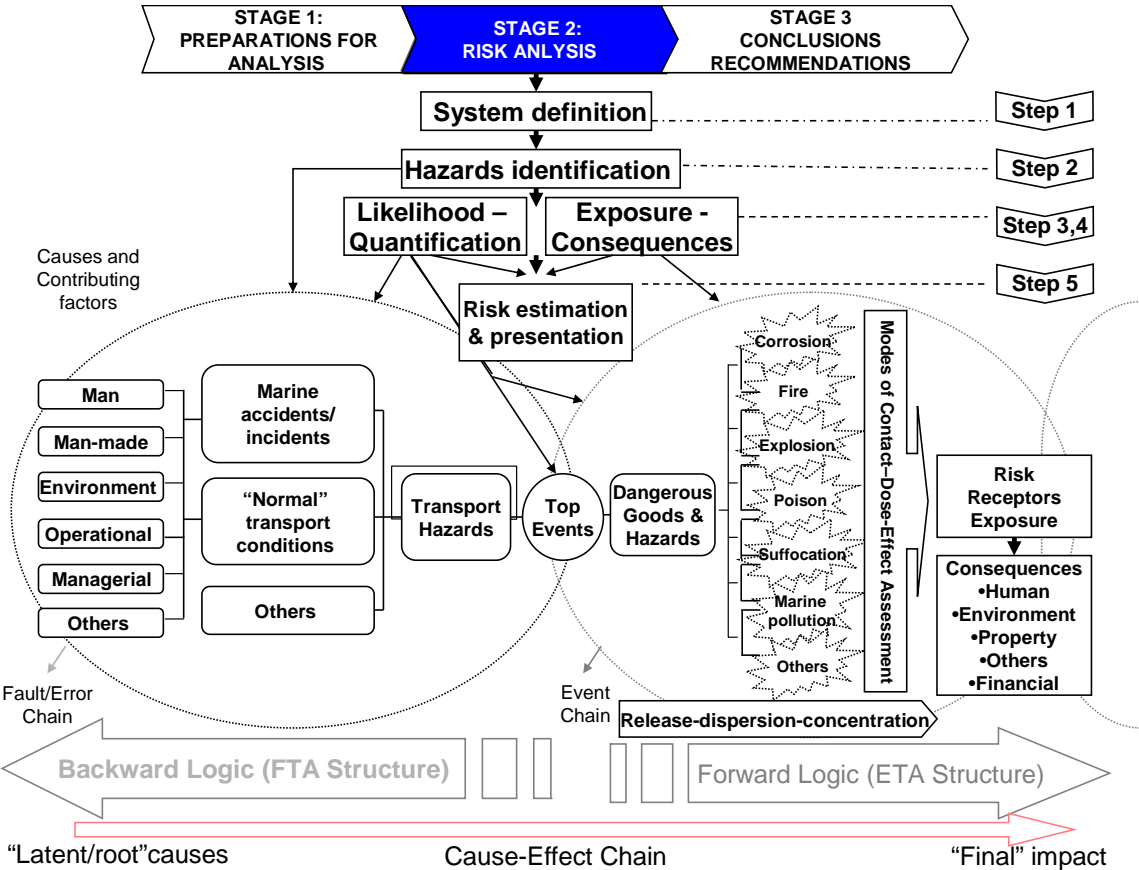 STAGE 1:
PREPARATIONS FOR
ANALYSIS
STAGE 2:
RISK ANLYSIS
STAGE 3
CONCLUSIONS
RECOMMENDATIONS
System definition
Step 1
Hazards identification
Step 2
Likelihood –
Quantification
Exposure -
Consequences
Step 3,4
Causes and
Contributing
factors
Step 5
Risk estimation
& presentation
Man
Man-made
Environment
Operational
Managerial
Others
Marine
accidents/
incidents
“Normal”
transport
conditions
Others
Transport
Hazards
Top
Events
Dangerous
Goods &
Hazards
Corrosion
Fire
Explosion
Poison
Suffocation
Marine
pollution
Others
Modes of Contact–Dose-Effect Assessment
Risk
Receptors
Exposure
Consequences
•Human
•Environment
•Property
•Others
•Financial
Fault/Error
Chain
Event
Chain
Release-dispersion-concentration
Backward Logic (FTA Structure)
Forward Logic (ETA Structure)
“Latent/root”causes
Cause-Effect Chain
“Final” impact